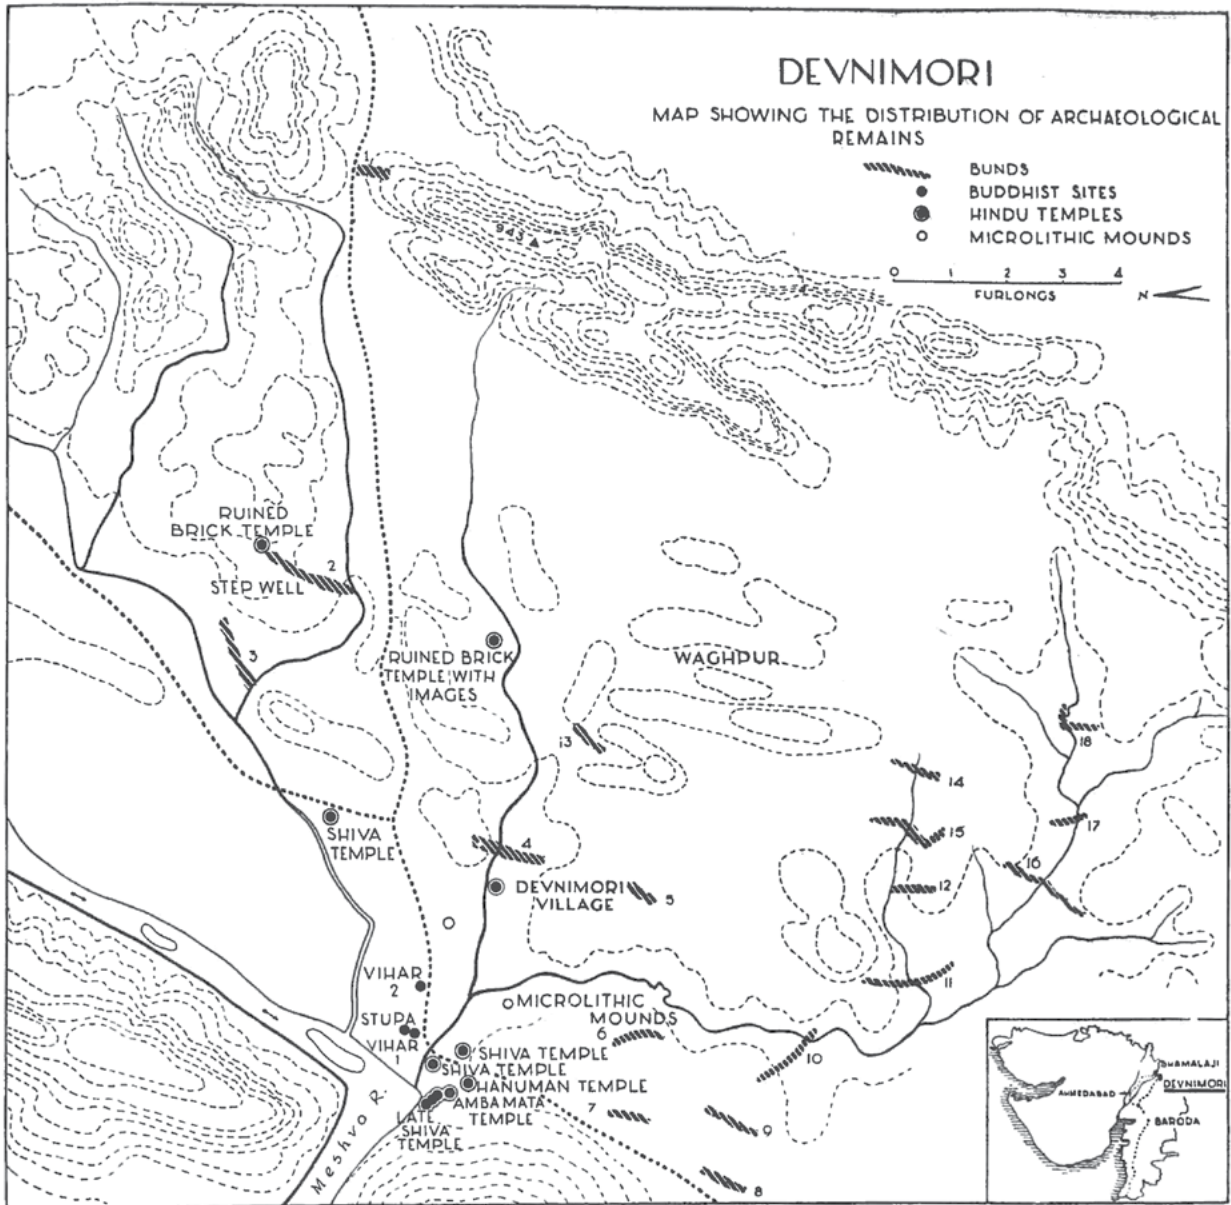 DEVNIMORI
MAP SHOWING THE DISTRIBUTION OF ARCHAEOLOGICAL
REMAINS
BUNDS
BUDDHIST SITES
HINDU TEMPLES
MICROLITHIC MOUNDS
0 1 2 3 4
FURLONGS
N
1
943
RUINED
BRICK TEMPLE
STEP WELL
2
3
RUINED BRICK
TEMPLE WITH
IMAGES
WAGHPUR
13
18
14
15
17
16
12
11
SHIVA
TEMPLE
4
DEVNIMORI
VILLAGE
5
VIHAR
2
STUPA
VIHAR
1
MICROLITHIC
MOUNDS
6
10
SHIVA TEMPLE
SHIVA TEMPLE
HANUMAN TEMPLE
AMBAMATA
TEMPLE
LATE
SHIVA
TEMPLE
7
9
8
Meshvo R.
SHAMALAJI
DEVNIMORI
AHMEDABAD
BARODA